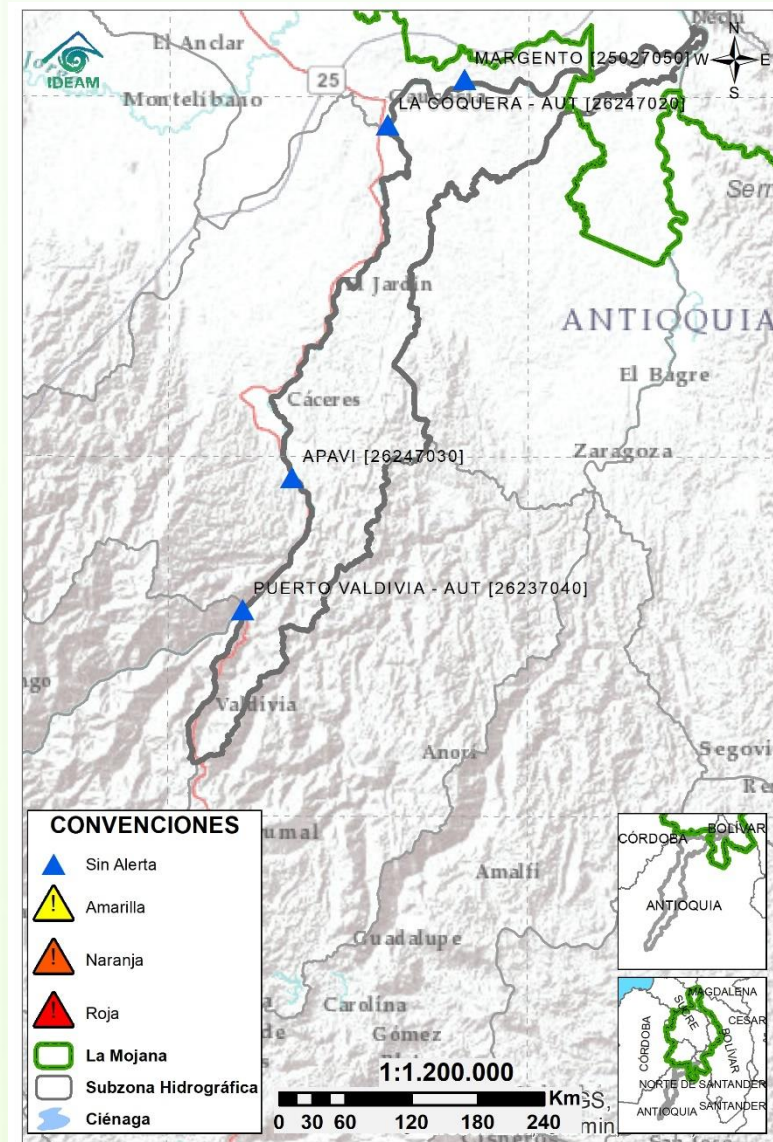 IDEAM
El Anclar
Nechí
N
W E
S
MARGENTO [25027050]
25
Montelíbano
LA COQUERA - AUT [26247020]
El Jardín
ANTIOQUIA
El Bagre
Cáceres
Zaragoza
APAVI [26247030]
PUERTO VALDIVIA - AUT [26237040]
Valdivia
Anorí
Amalfi
Guadalupe
Carolina
Gómez
CONVENCIONES
Sin Alerta
Amarilla
Naranja
Roja
La Mojana
Subzona Hidrográfica
Ciénaga
1:1.200.000
Km
0 30 60 120 180 240
CÓRDOBA
BOLÍVAR
ANTIOQUIA
MAGDALENA
SUCRE
CESAR
CÓRDOBA
BOLÍVAR
NORTE DE SANTANDER
ANTIOQUIA
SANTANDER